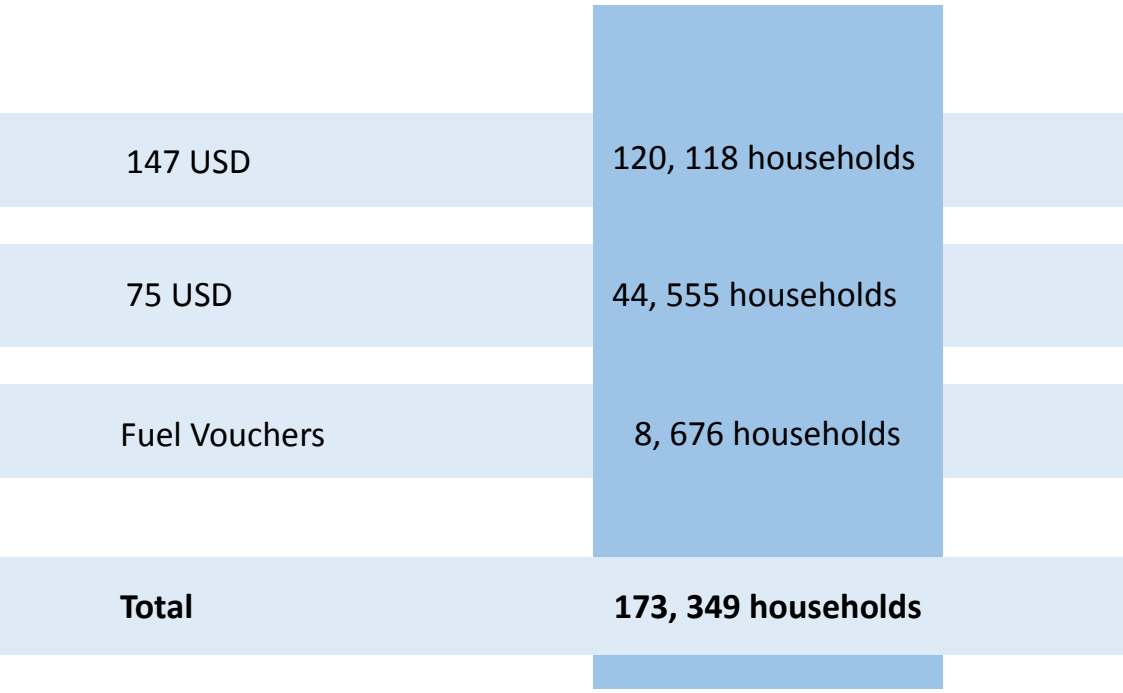 147 USD 120, 118 households
75 USD 44, 555 households
Fuel Vouchers 8, 676 households
Total 173, 349 households